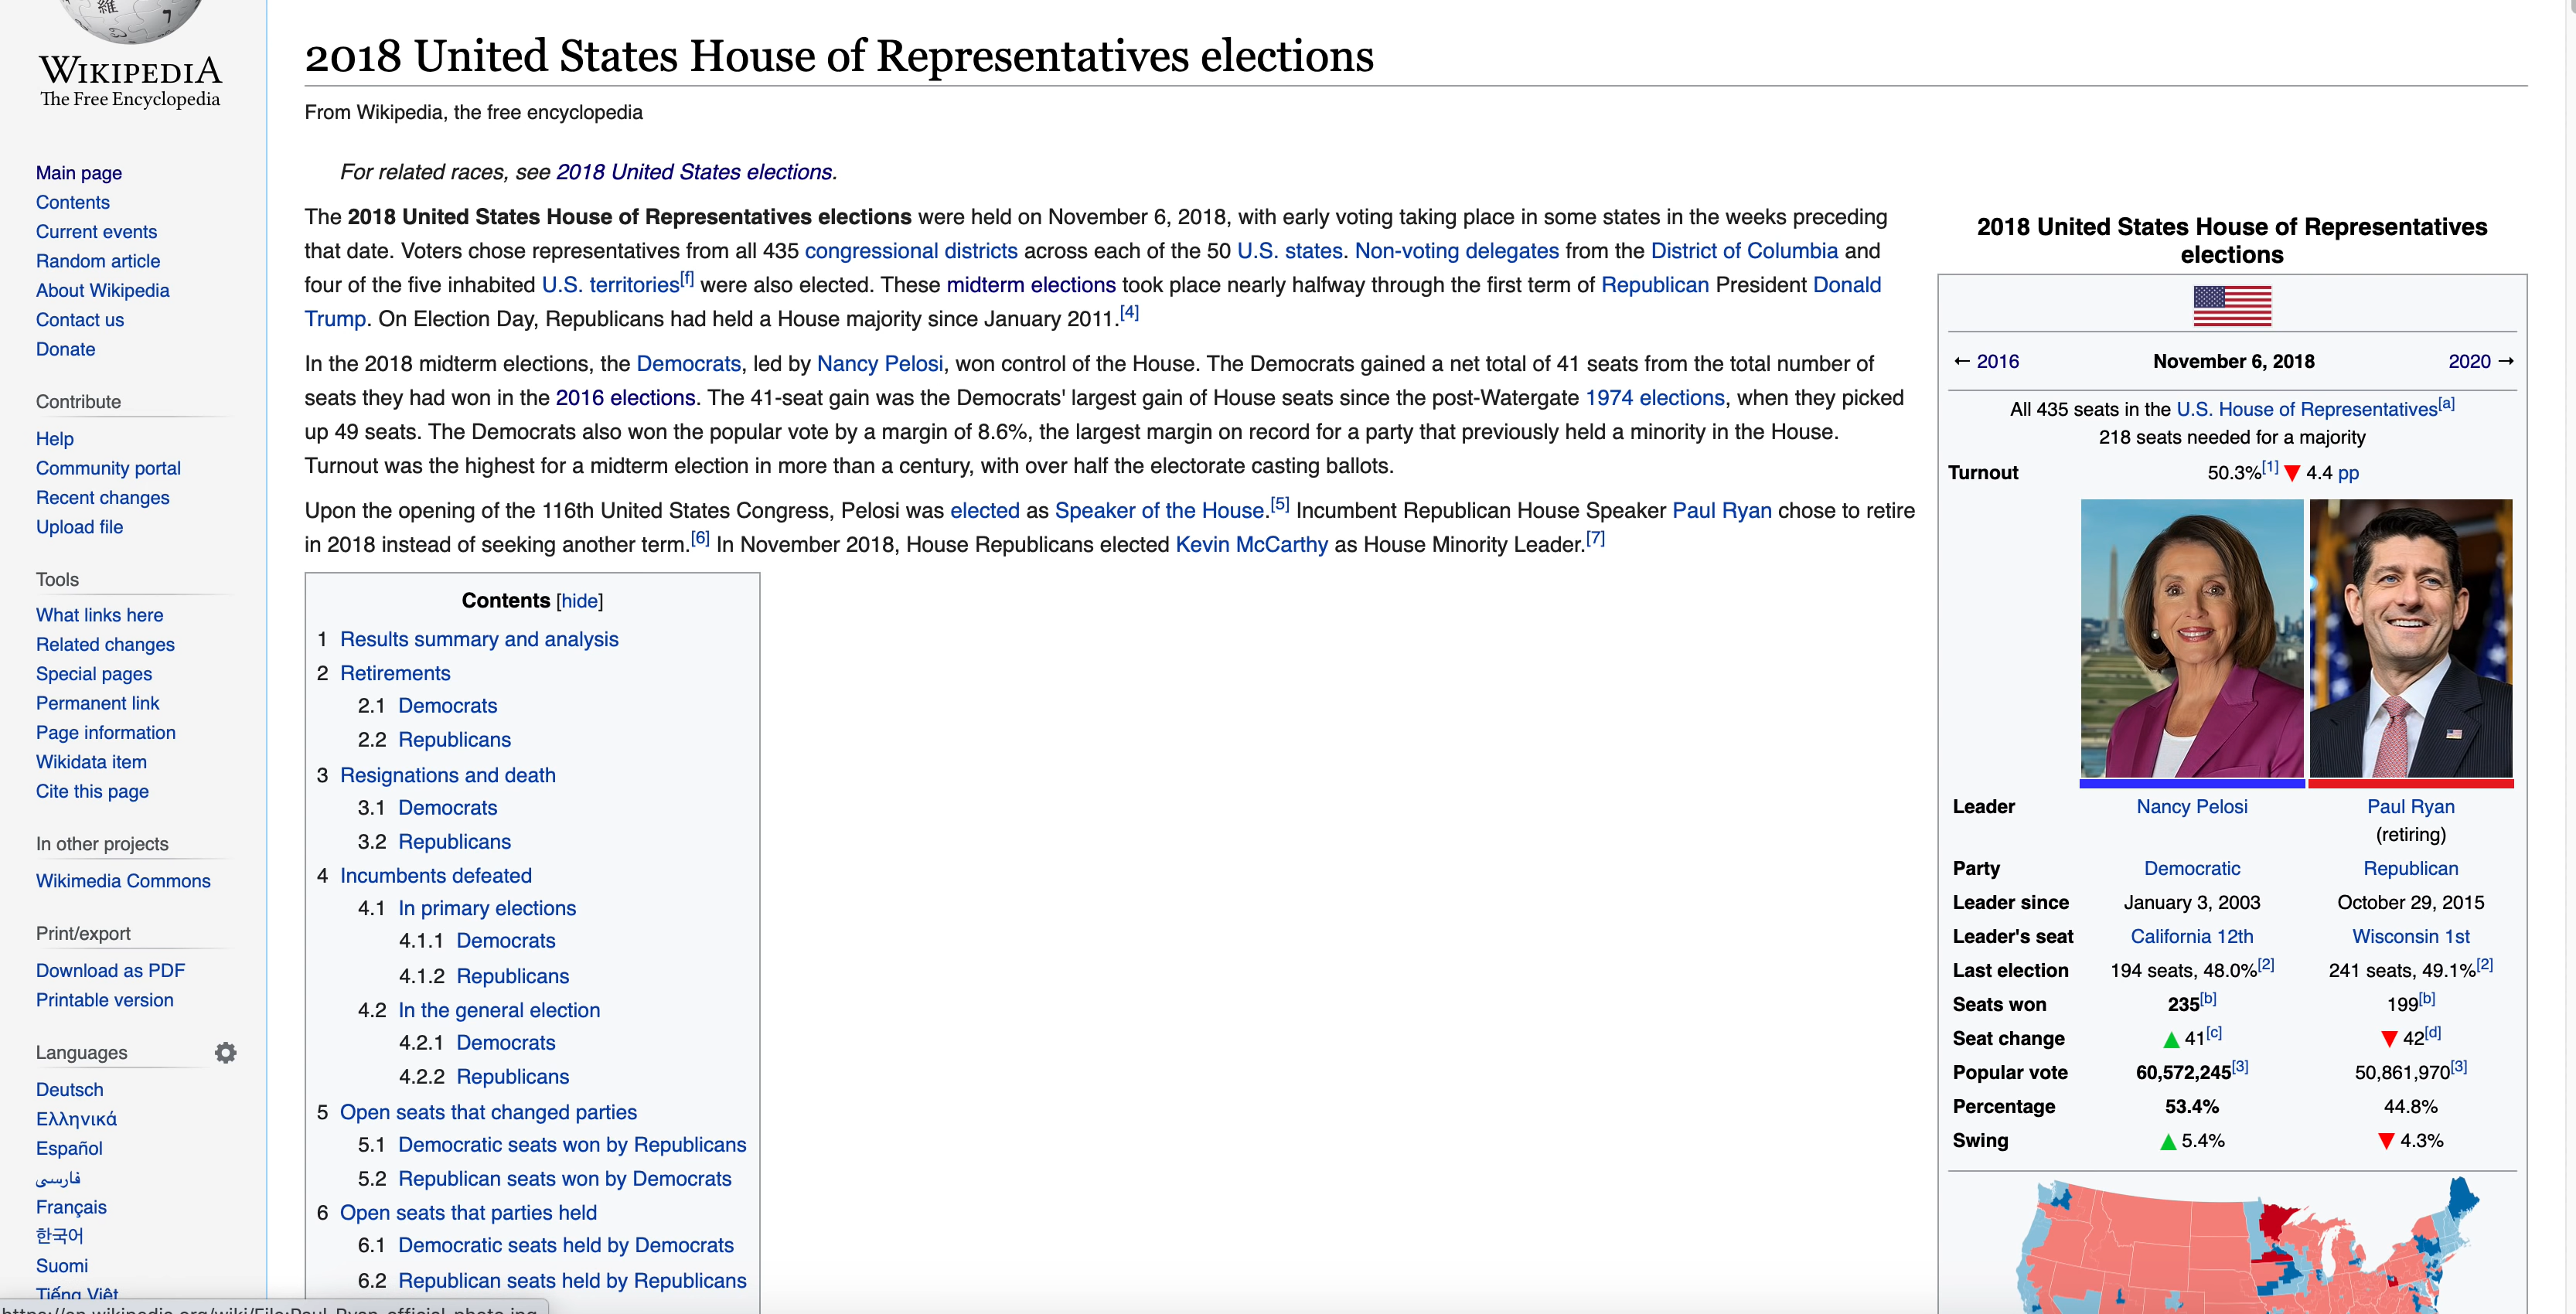 WIKIPEDIA
The Free Encyclopedia
Main page
Contents
Current events
Random article
About Wikipedia
Contact us
Donate
Contribute
Help
Community portal
Recent changes
Upload file
Tools
What links here
Related changes
Special pages
Permanent link
Page information
Wikidata item
Cite this page
In other projects
Wikimedia Commons
Print/export
Download as PDF
Printable version
Languages
Deutsch
Ελληνικά
Español
فارسی
Français
한국어
Suomi
Tiếng Việt
2018 United States House of Representatives elections
From Wikipedia, the free encyclopedia
For related races, see 2018 United States elections.
The 2018 United States House of Representatives elections were held on November 6, 2018, with early voting taking place in some states in the weeks preceding
that date. Voters chose representatives from all 435 congressional districts across each of the 50 U.S. states. Non-voting delegates from the District of Columbia and
four of the five inhabited U.S. territories[f] were also elected. These midterm elections took place nearly halfway through the first term of Republican President Donald
Trump. On Election Day, Republicans had held a House majority since January 2011.[4]
In the 2018 midterm elections, the Democrats, led by Nancy Pelosi, won control of the House. The Democrats gained a net total of 41 seats from the total number of
seats they had won in the 2016 elections. The 41-seat gain was the Democrats' largest gain of House seats since the post-Watergate 1974 elections, when they picked
up 49 seats. The Democrats also won the popular vote by a margin of 8.6%, the largest margin on record for a party that previously held a minority in the House.
Turnout was the highest for a midterm election in more than a century, with over half the electorate casting ballots.
Upon the opening of the 116th United States Congress, Pelosi was elected as Speaker of the House.[5] Incumbent Republican House Speaker Paul Ryan chose to retire
in 2018 instead of seeking another term.[6] In November 2018, House Republicans elected Kevin McCarthy as House Minority Leader.[7]
Contents [hide]
1 Results summary and analysis
2 Retirements
2.1 Democrats
2.2 Republicans
3 Resignations and death
3.1 Democrats
3.2 Republicans
4 Incumbents defeated
4.1 In primary elections
4.1.1 Democrats
4.1.2 Republicans
4.2 In the general election
4.2.1 Democrats
4.2.2 Republicans
5 Open seats that changed parties
5.1 Democratic seats won by Republicans
5.2 Republican seats won by Democrats
6 Open seats that parties held
6.1 Democratic seats held by Democrats
6.2 Republican seats held by Republicans
2018 United States House of Representatives
elections
← 2016 November 6, 2018 2020 →
All 435 seats in the U.S. House of Representatives[a]
218 seats needed for a majority
Turnout 50.3%[1] ▼ 4.4 pp
Leader Nancy Pelosi Paul Ryan
(retiring)
Party Democratic Republican
Leader since January 3, 2003 October 29, 2015
Leader's seat California 12th Wisconsin 1st
Last election 194 seats, 48.0%[2] 241 seats, 49.1%[2]
Seats won 235[b] 199[b]
Seat change ▲ 41[c] ▼ 42[d]
Popular vote 60,572,245[3] 50,861,970[3]
Percentage 53.4% 44.8%
Swing ▲ 5.4% ▼ 4.3%